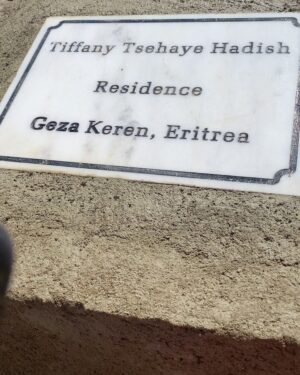 Tiffany Tsehaye Hadish
Residence
Geza Keren, Eritrea